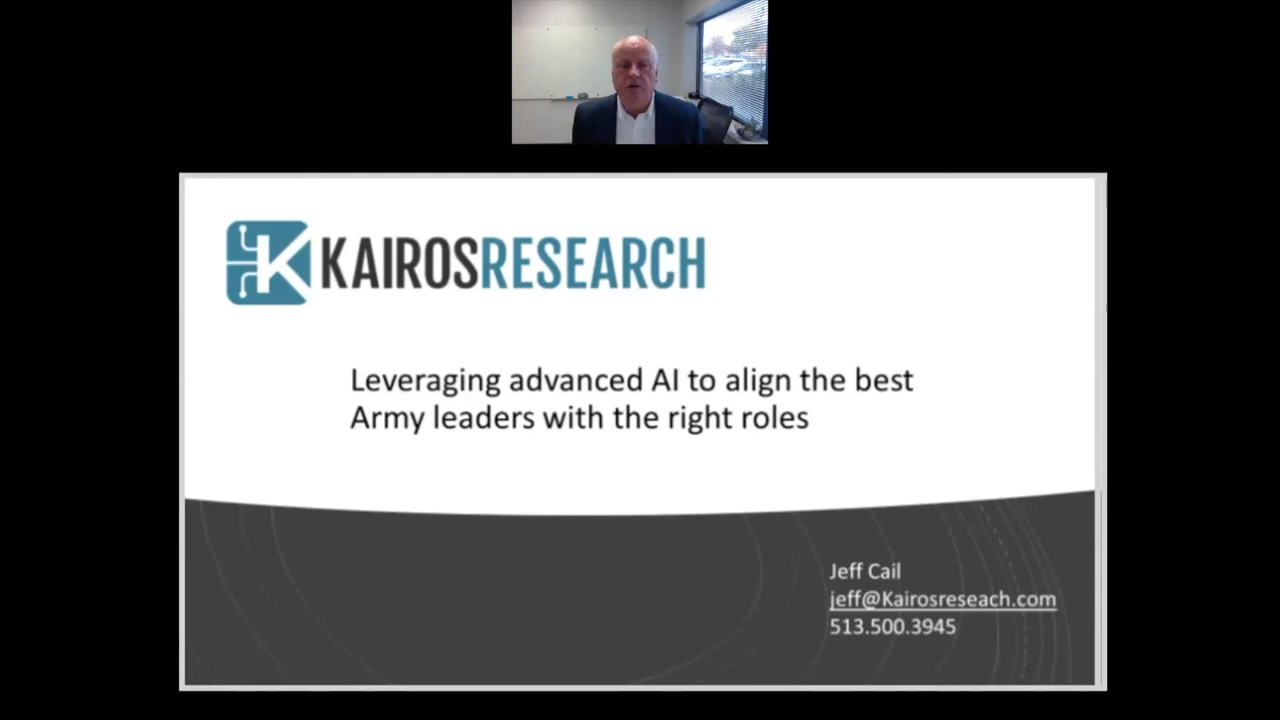 KAIROSRESEARCH
Leveraging advanced AI to align the best
Army leaders with the right roles
Jeff Cail
jeff@Kairosreseach.com
513.500.3945